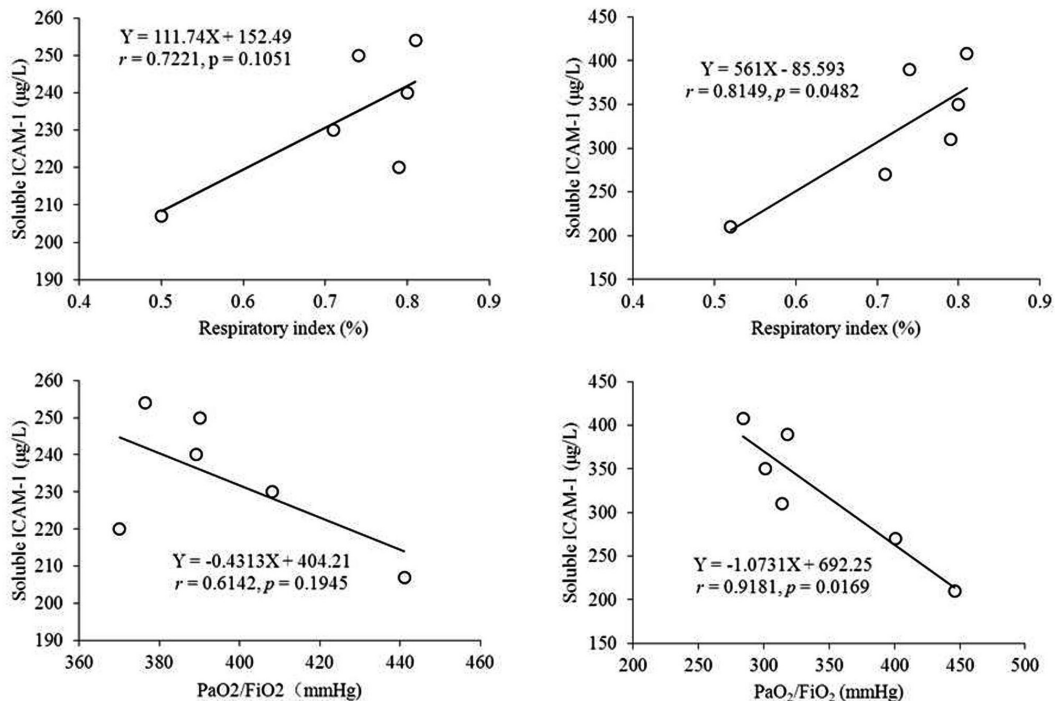 260
250
240
230
220
210
200
190
Soluble ICAM-1 (μg/L)
Y = 111.74X + 152.49
r = 0.7221, p = 0.1051
0.4 0.5 0.6 0.7 0.8 0.9
Respiratory index (%)
450
400
350
300
250
200
150
Soluble ICAM-1 (μg/L)
Y = 561X - 85.593
r = 0.8149, p = 0.0482
0.4 0.5 0.6 0.7 0.8 0.9
Respiratory index (%)
260
250
240
230
220
210
200
190
Soluble ICAM-1 (μg/L)
Y = -0.4313X + 404.21
r = 0.6142, p = 0.1945
360 380 400 420 440 460
PaO2/FiO2（mmHg)
450
400
350
300
250
200
150
Soluble ICAM-1 (μg/L)
Y = -1.0731X + 692.25
r = 0.9181, p = 0.0169
200 250 300 350 400 450 500
PaO₂/FiO₂ (mmHg)